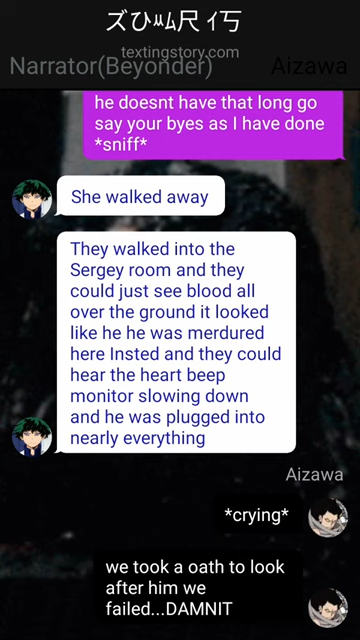 ズひﾑ尺 ｲ丂
textingstory.com
Narrator(Beyonder)
Aizawa
he doesnt have that long go
say your byes as I have done
*sniff*
She walked away
They walked into the
Sergey room and they
could just see blood all
over the ground it looked
like he he was merdured
here Insted and they could
hear the heart beep
monitor slowing down
and he was plugged into
nearly everything
Aizawa
*crying*
we took a oath to look
after him we
failed...DAMNIT